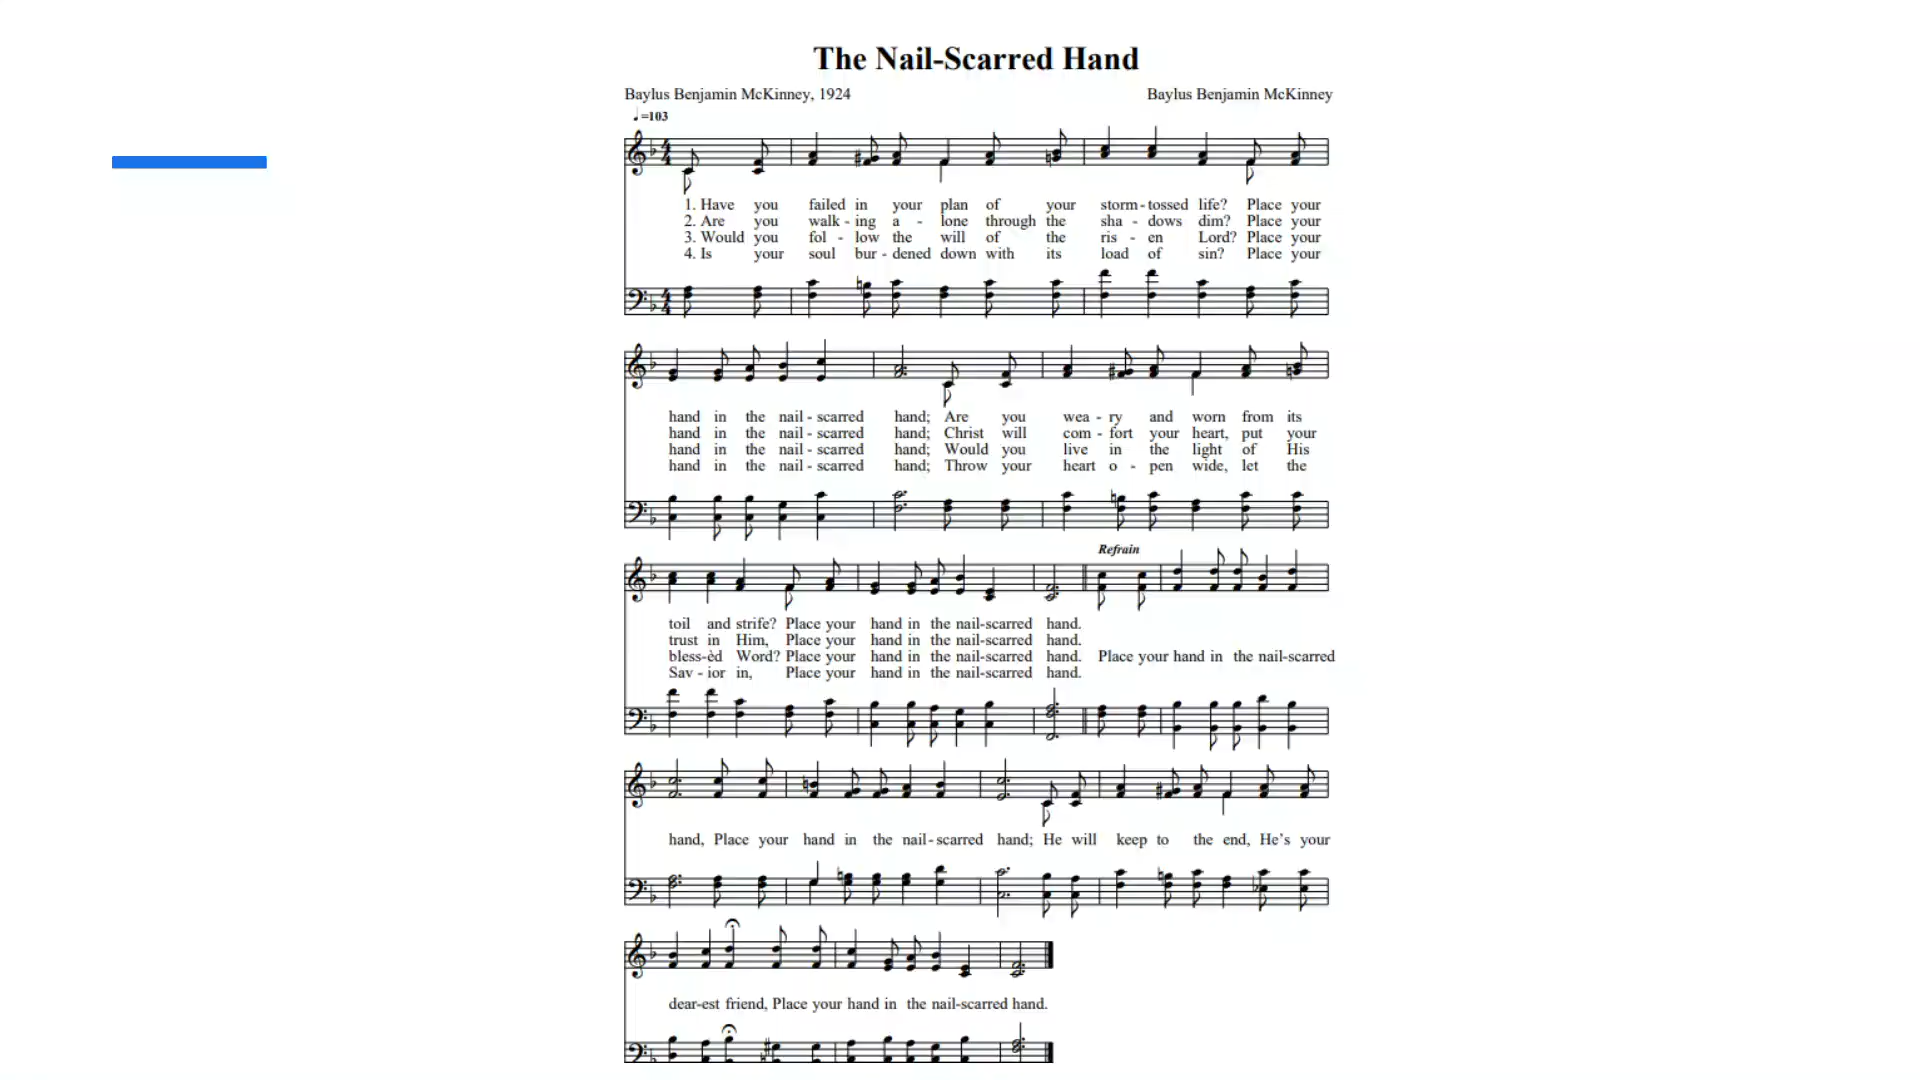 The Nail-Scarred Hand
Baylus Benjamin McKinney, 1924
Baylus Benjamin McKinney
♩=103
1. Have you failed in your plan of your storm-tossed life? Place your
2. Are you walk - ing a - lone through the sha - dows dim? Place your
3. Would you fol - low the will of the ris - en Lord? Place your
4. Is your soul bur - dened down with its load of sin? Place your
hand in the nail - scarred hand; Are you wea - ry and worn from its
hand in the nail - scarred hand; Christ will com - fort your heart, put your
hand in the nail - scarred hand; Would you live in the light of His
hand in the nail - scarred hand; Throw your heart o - pen wide, let the
Refrain
toil and strife? Place your hand in the nail-scarred hand.
trust in Him, Place your hand in the nail-scarred hand.
bless-èd Word? Place your hand in the nail-scarred hand. Place your hand in the nail-scarred
Sav - ior in, Place your hand in the nail-scarred hand.
hand, Place your hand in the nail - scarred hand; He will keep to the end, He's your
dear-est friend, Place your hand in the nail-scarred hand.